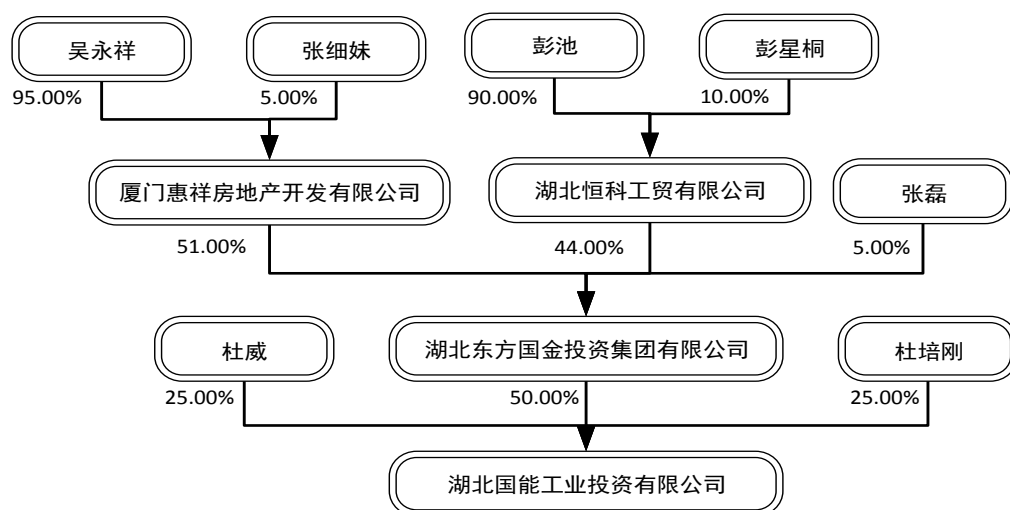 吴永祥
张细妹
彭池
彭星桐
95.00%
5.00%
90.00%
10.00%
厦门惠祥房地产开发有限公司
湖北恒科工贸有限公司
张磊
51.00%
44.00%
5.00%
杜威
湖北东方国金投资集团有限公司
杜培刚
25.00%
50.00%
25.00%
湖北国能工业投资有限公司